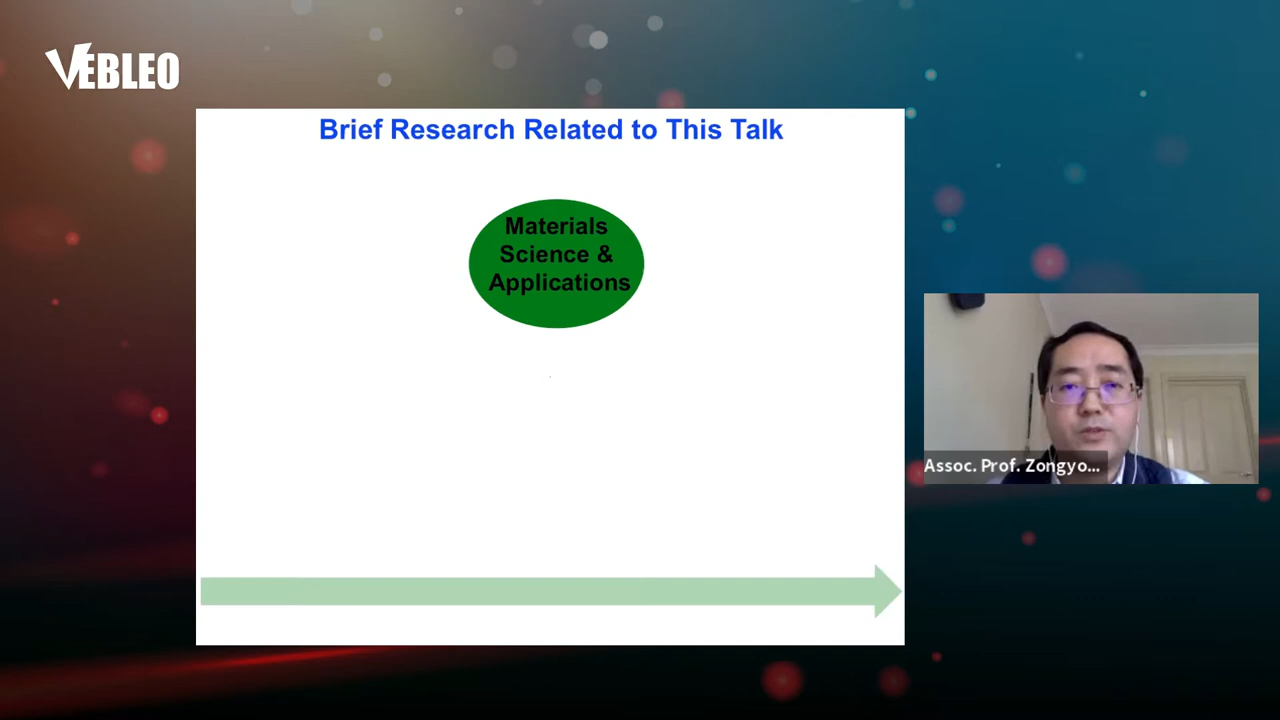 VEBLEO
Brief Research Related to This Talk
Materials
Science &
Applications
Assoc. Prof. Zongyo...